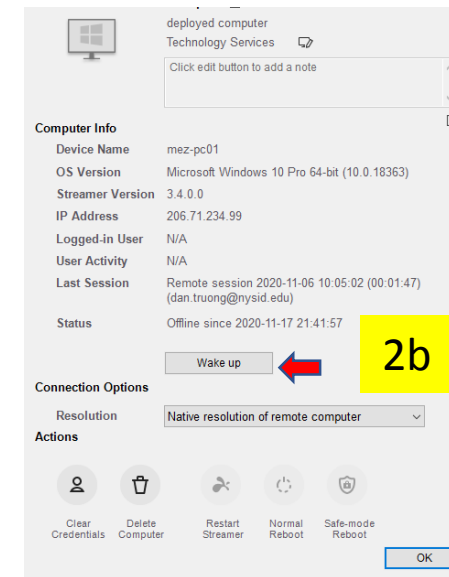 deployed computer
Technology Services
Click edit button to add a note
Computer Info
Device Name mez-pc01
OS Version Microsoft Windows 10 Pro 64-bit (10.0.18363)
Streamer Version 3.4.0.0
IP Address 206.71.234.99
Logged-in User N/A
User Activity N/A
Last Session Remote session 2020-11-06 10:05:02 (00:01:47)
(dan.truong@nysid.edu)
Status Offline since 2020-11-17 21:41:57
Wake up
2b
Connection Options
Resolution Native resolution of remote computer
Actions
Clear Delete Restart Normal Safe-mode
Credentials Computer Streamer Reboot Reboot
OK